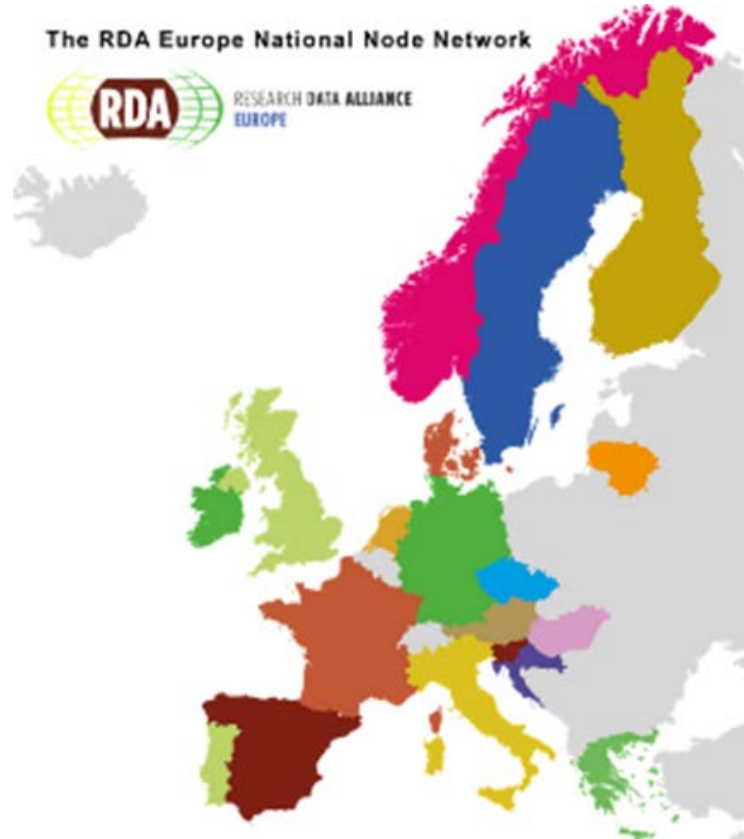 The RDA Europe National Node Network
RDA
RESEARCH DATA ALLIANCE
EUROPE